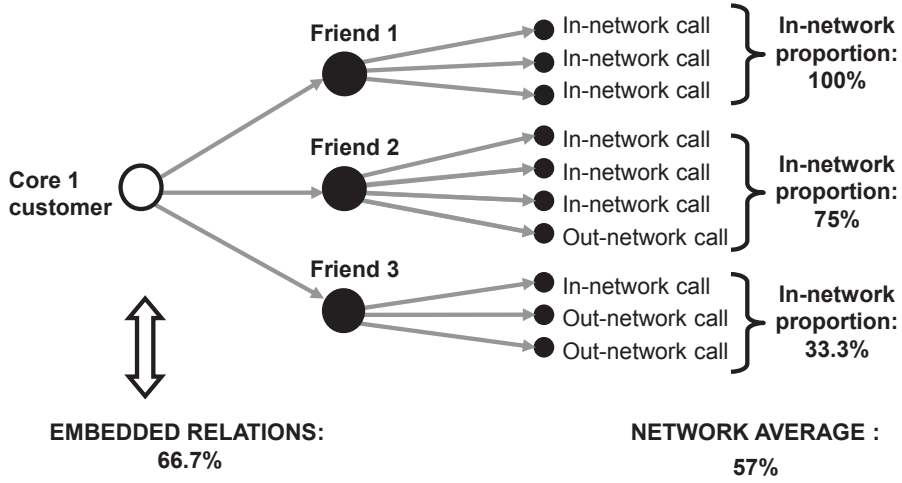 Friend 1
In-network call
In-network call
In-network call
In-network
proportion:
100%
Friend 2
In-network call
In-network call
In-network call
Out-network call
In-network
proportion:
75%
Core 1
customer
Friend 3
In-network call
Out-network call
Out-network call
In-network
proportion:
33.3%
EMBEDDED RELATIONS:
66.7%
NETWORK AVERAGE :
57%